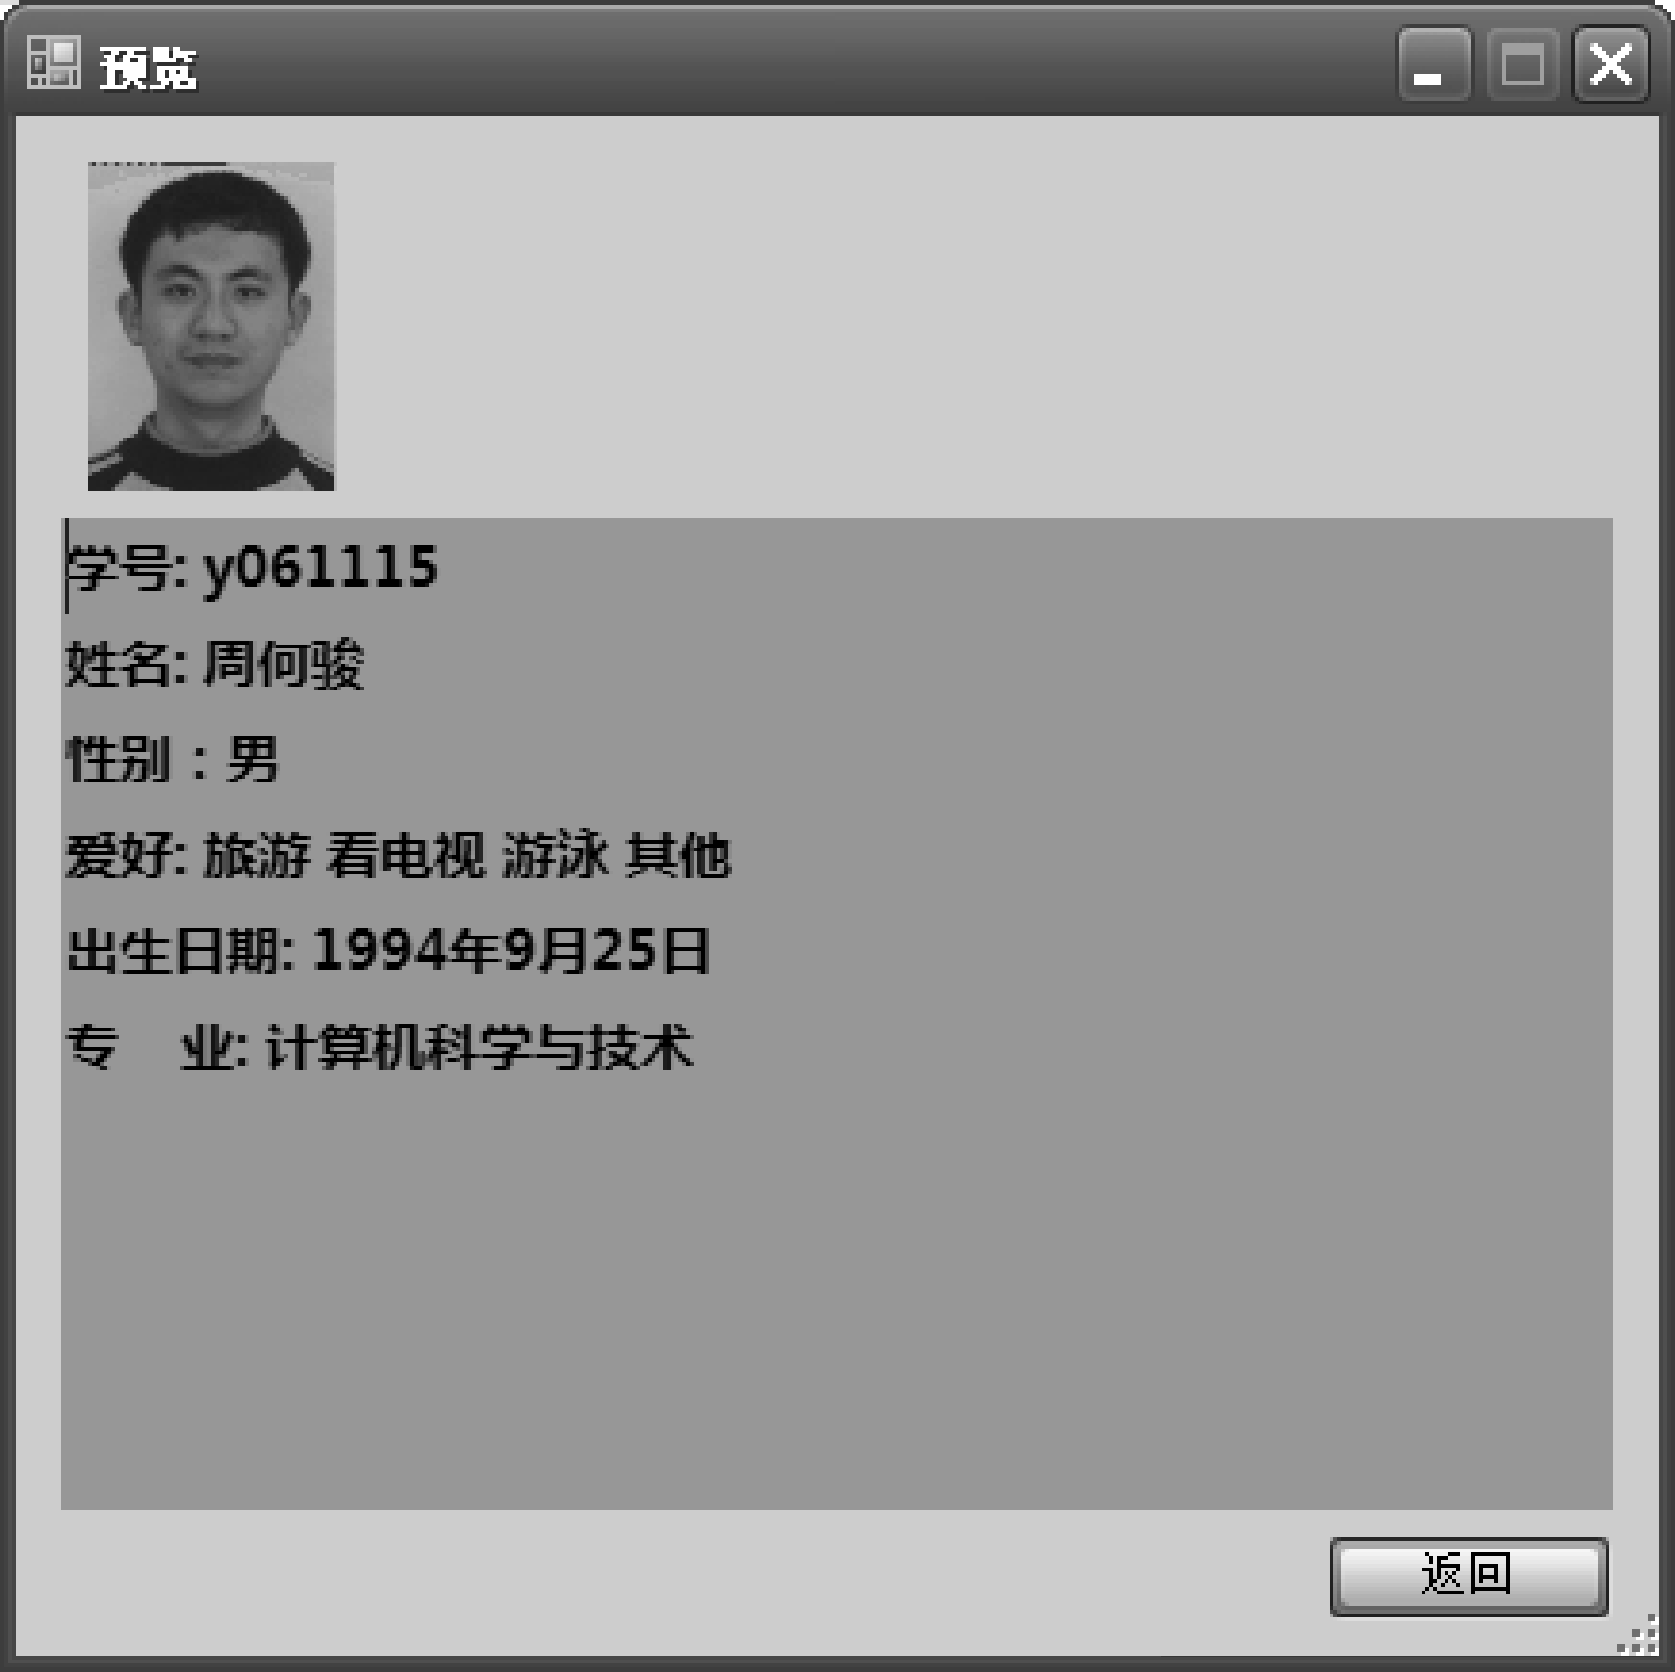 预览
学号: y061115
姓名: 周何骏
性别：男
爱好: 旅游 看电视 游泳 其他
出生日期: 1994年9月25日
专　业: 计算机科学与技术
返回